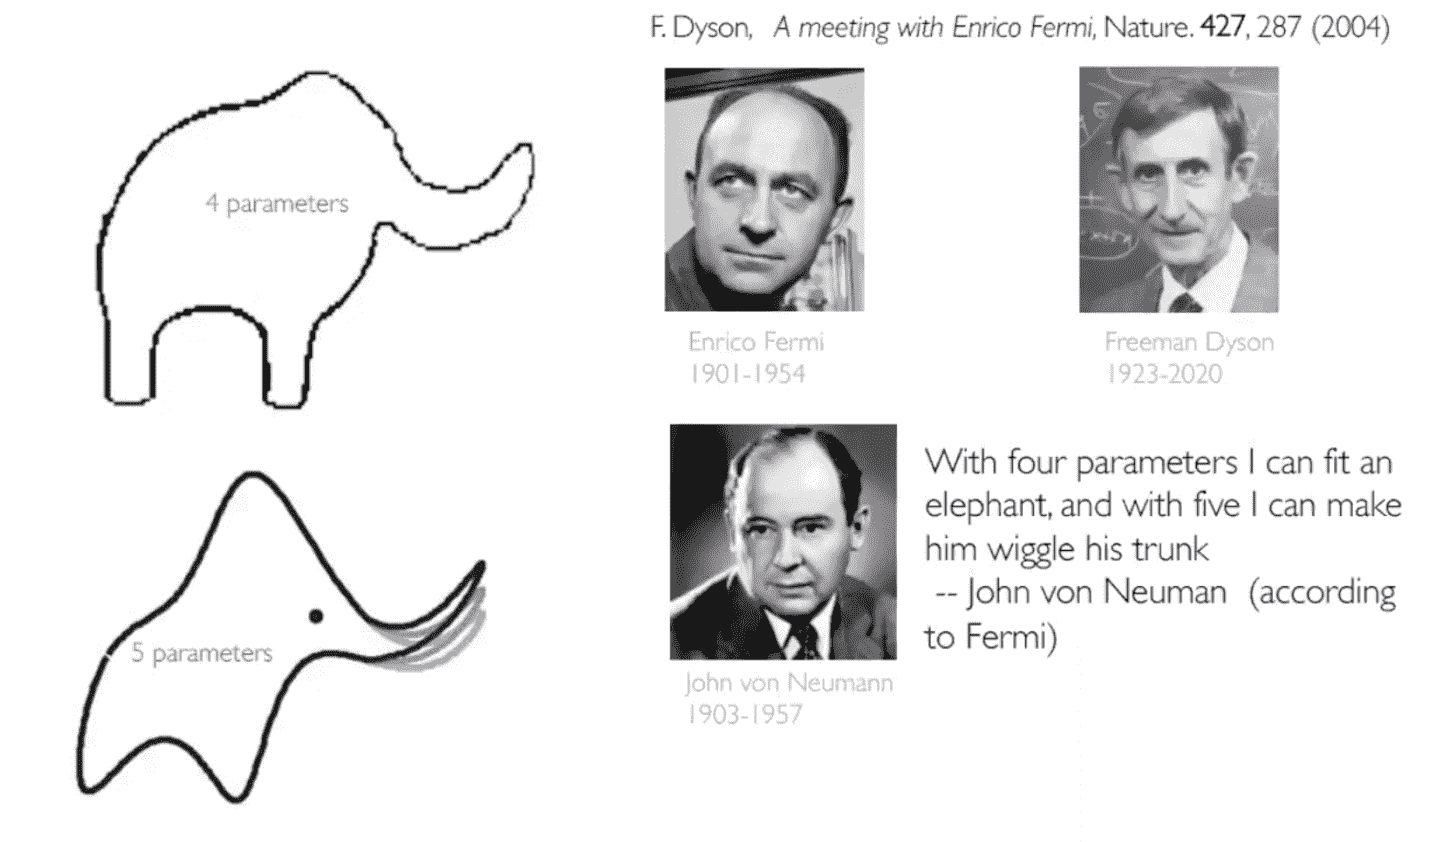 F. Dyson, A meeting with Enrico Fermi, Nature. 427, 287 (2004)
4 parameters
Enrico Fermi
1901-1954
Freeman Dyson
1923-2020
With four parameters I can fit an
elephant, and with five I can make
him wiggle his trunk
-- John von Neuman (according
to Fermi)
5 parameters
John von Neumann
1903-1957